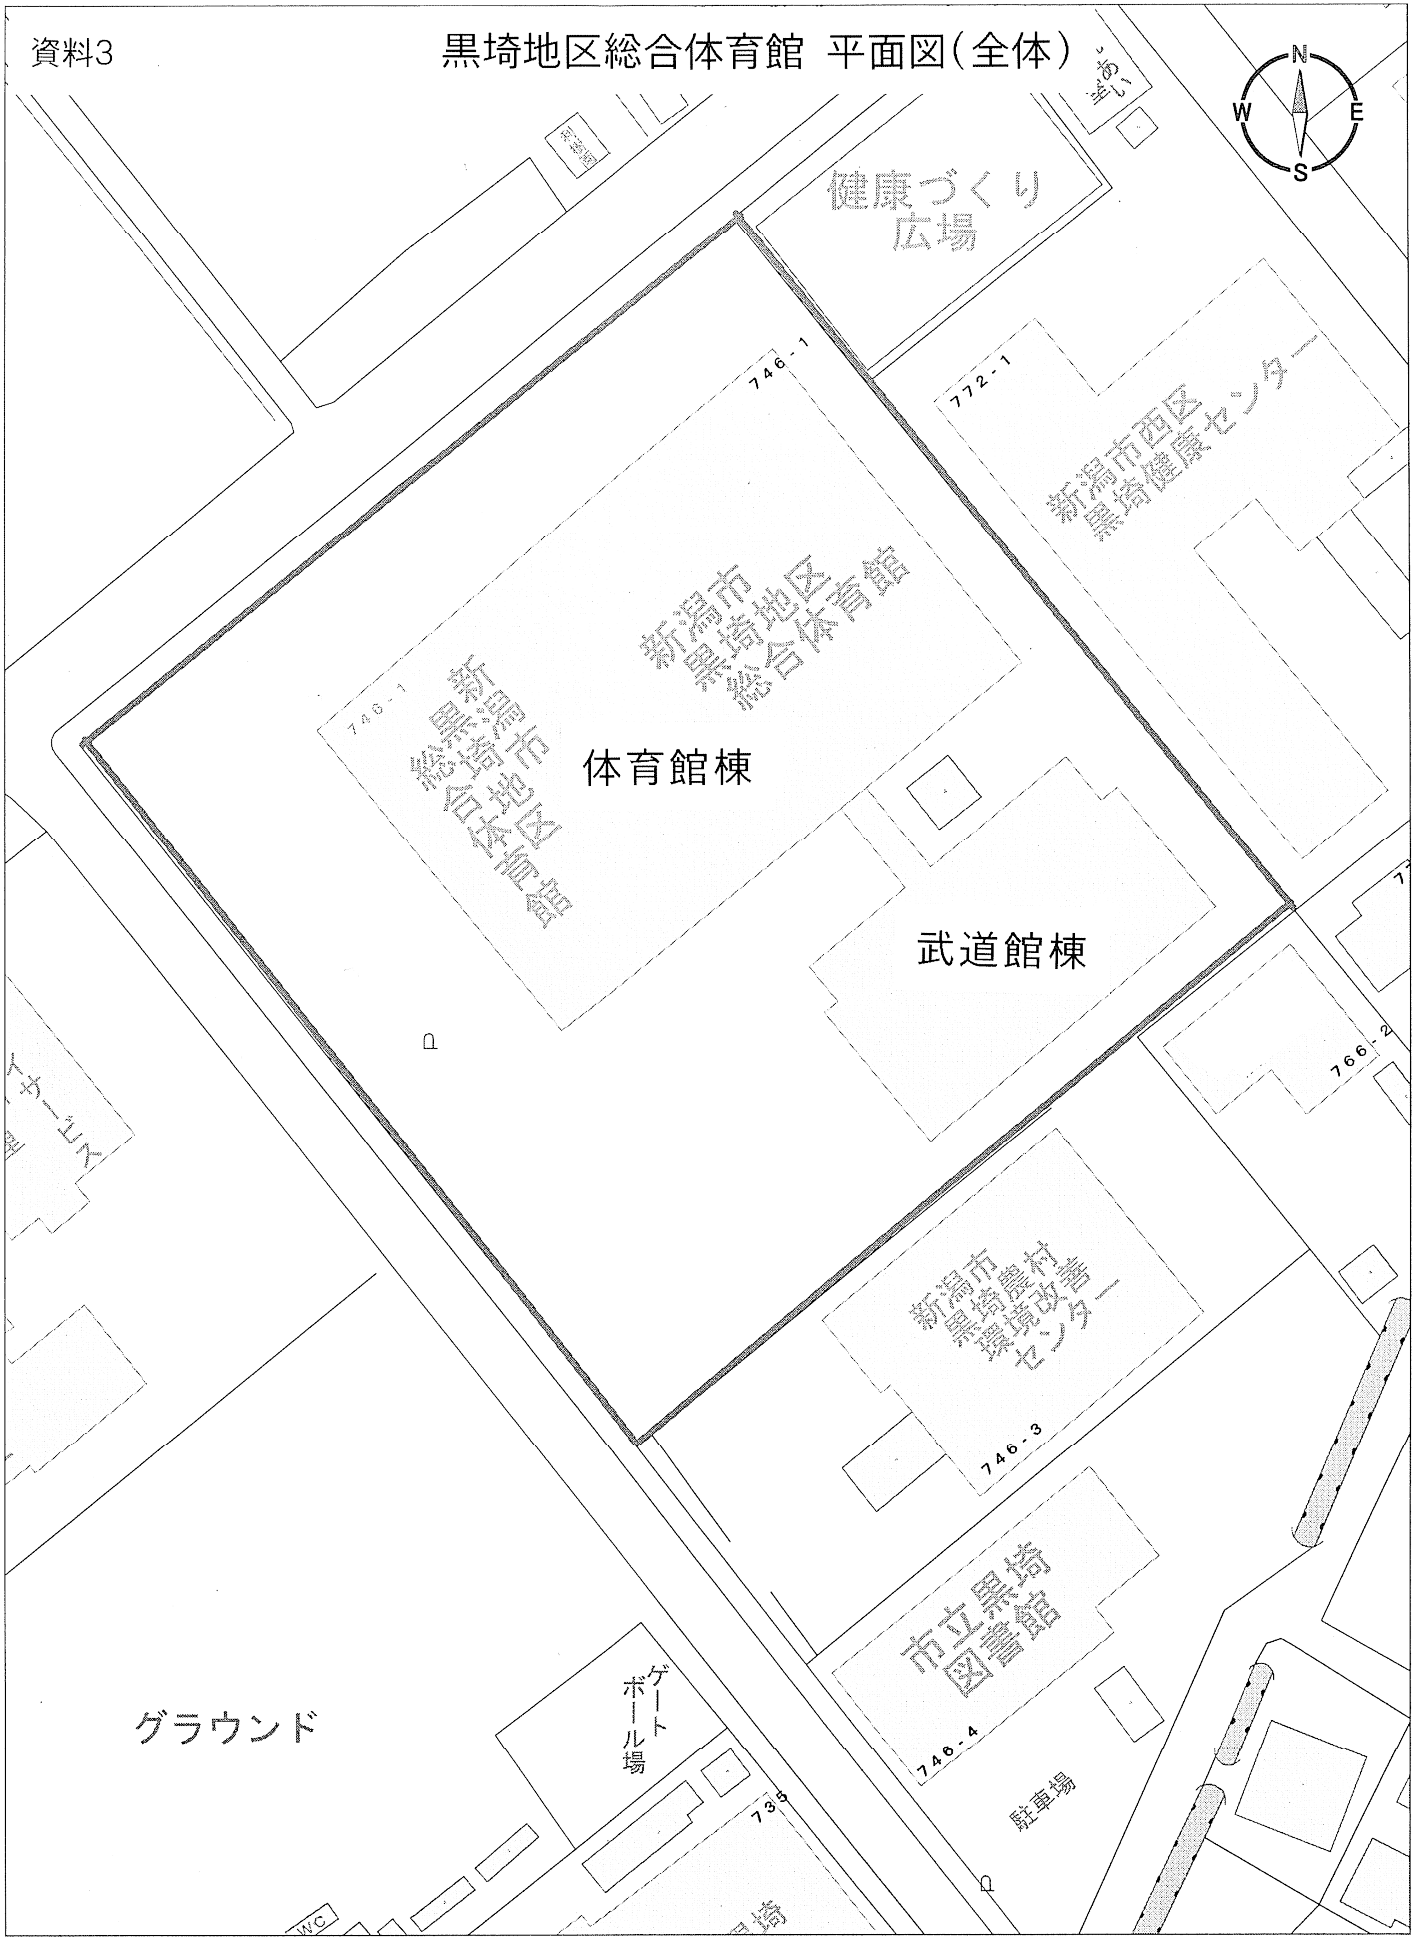 資料3
黒埼地区総合体育館 平面図(全体)
N
W
E
S
健康づくり
広場
746-1
772-1
新潟市西区
黒埼健康センター
新潟市
黒埼地区
総合体育館
746-1
新潟市
黒埼地区
総合体育館
体育館棟
武道館棟
766-2
新潟市
黒埼農村
環境改善
センター
746-3
市立黒埼
図書館
746-4
駐車場
グラウンド
ゲート
ボール場
735
WC